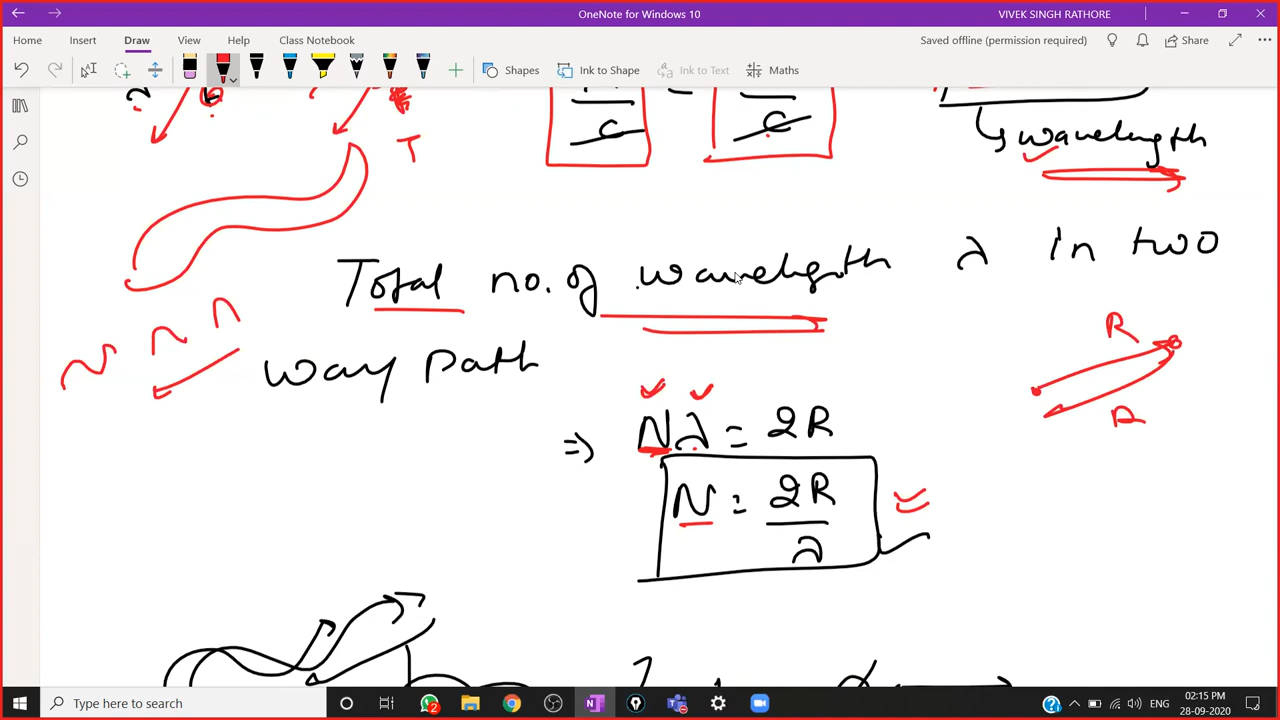 OneNote for Windows 10
VIVEK SINGH RATHORE
Home Insert Draw View Help Class Notebook
Saved offline (permission required)
Share
Shapes
Ink to Shape
Ink to Text
Maths
c
c
wavelength
T
Total no. of wavelength λ in two
way path
R
R
⇒ Nλ = 2R
N = 2R
λ
Type here to search
2
ENG
02:15 PM
28-09-2020